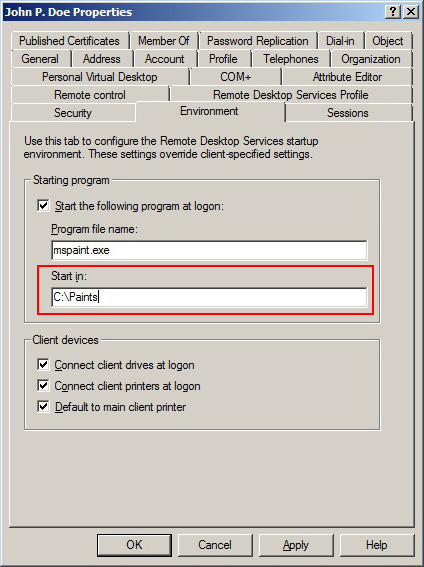 John P. Doe Properties
Published Certificates Member Of Password Replication Dial-in Object
General Address Account Profile Telephones Organization
Personal Virtual Desktop COM+ Attribute Editor
Remote control Remote Desktop Services Profile
Security Environment Sessions
Use this tab to configure the Remote Desktop Services startup
environment. These settings override client-specified settings.
Starting program
Start the following program at logon:
Program file name:
mspaint.exe
Start in:
C:\Paints
Client devices
Connect client drives at logon
Connect client printers at logon
Default to main client printer
OK Cancel Apply Help